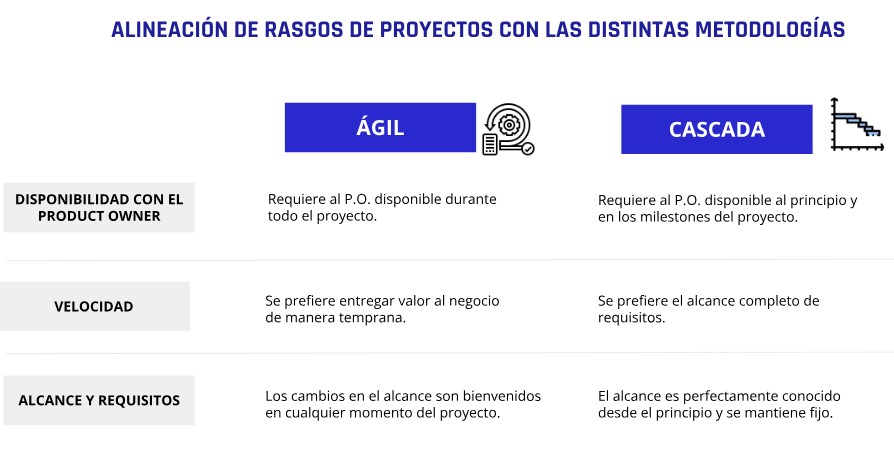 ALINEACIÓN DE RASGOS DE PROYECTOS CON LAS DISTINTAS METODOLOGÍAS
ÁGIL
CASCADA
DISPONIBILIDAD CON EL
PRODUCT OWNER
Requiere al P.O. disponible durante
todo el proyecto.
Requiere al P.O. disponible al principio y
en los milestones del proyecto.
VELOCIDAD
Se prefiere entregar valor al negocio
de manera temprana.
Se prefiere el alcance completo de
requisitos.
ALCANCE Y REQUISITOS
Los cambios en el alcance son bienvenidos
en cualquier momento del proyecto.
El alcance es perfectamente conocido
desde el principio y se mantiene fijo.